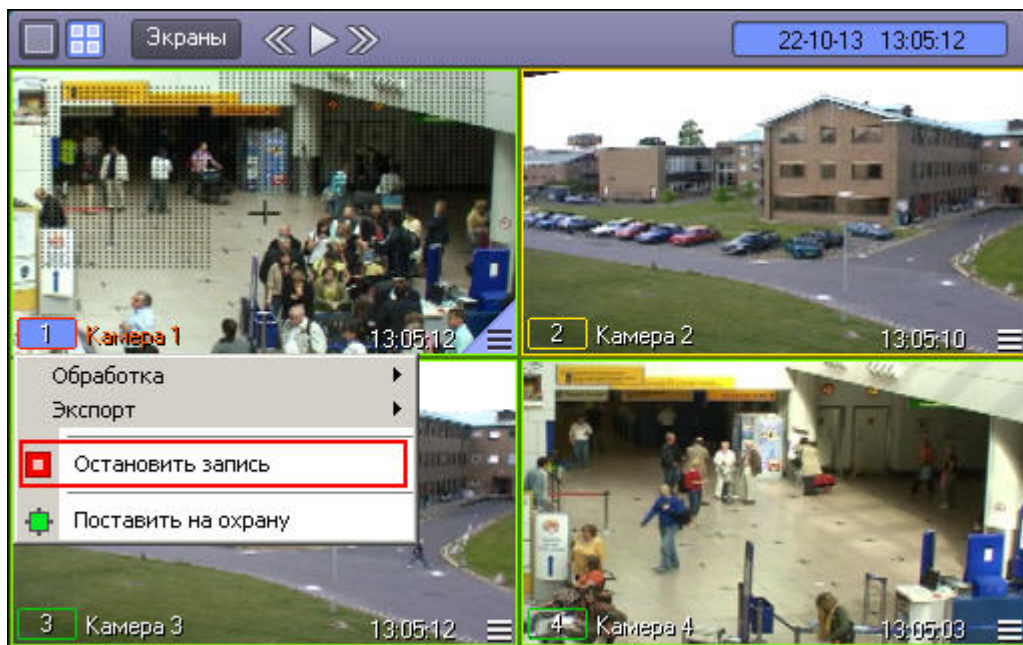 Экраны
22-10-13 13:05:12
1 Камера 1 13:05:12
2 Камера 2 13:05:10
Обработка
Экспорт
Остановить запись
Поставить на охрану
3 Камера 3 13:05:12
4 Камера 4 13:05:03